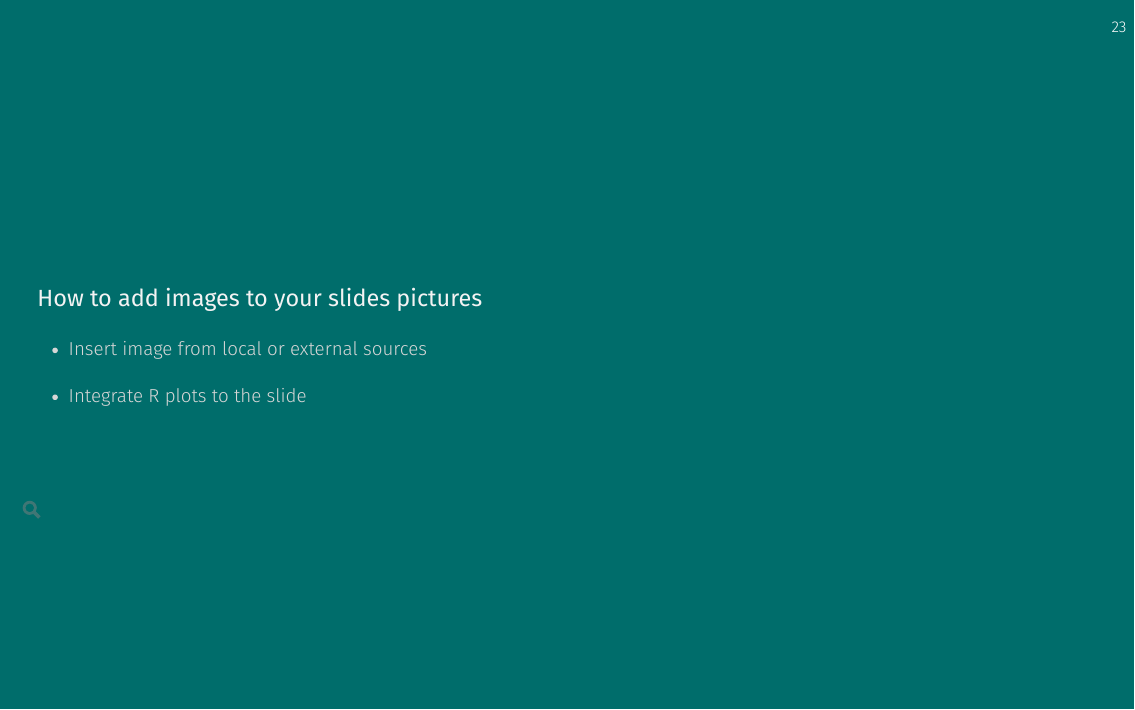 23
How to add images to your slides pictures
• Insert image from local or external sources
• Integrate R plots to the slide